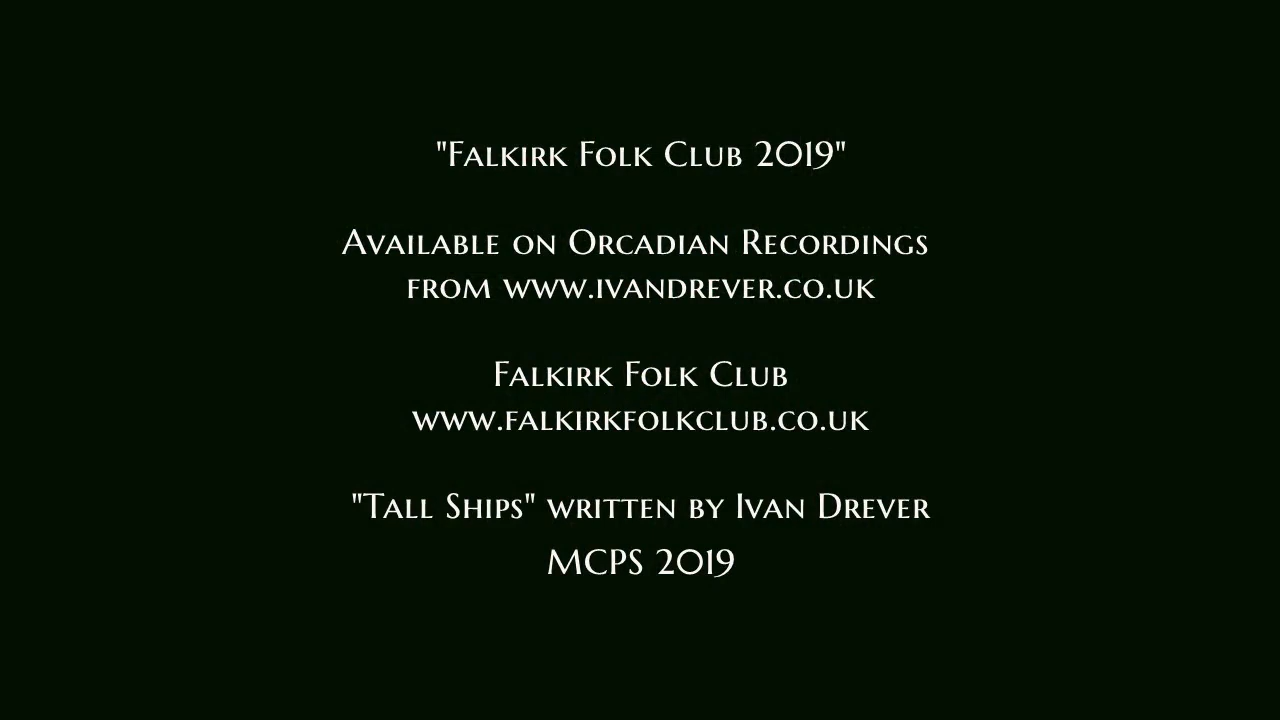 "Falkirk Folk Club 2019"
Available on Orcadian Recordings
from www.ivandrever.co.uk
Falkirk Folk Club
www.falkirkfolkclub.co.uk
"Tall Ships" written by Ivan Drever
MCPS 2019